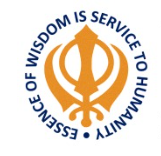 ESSENCE OF WISDOM IS SERVICE TO HUMANITY •